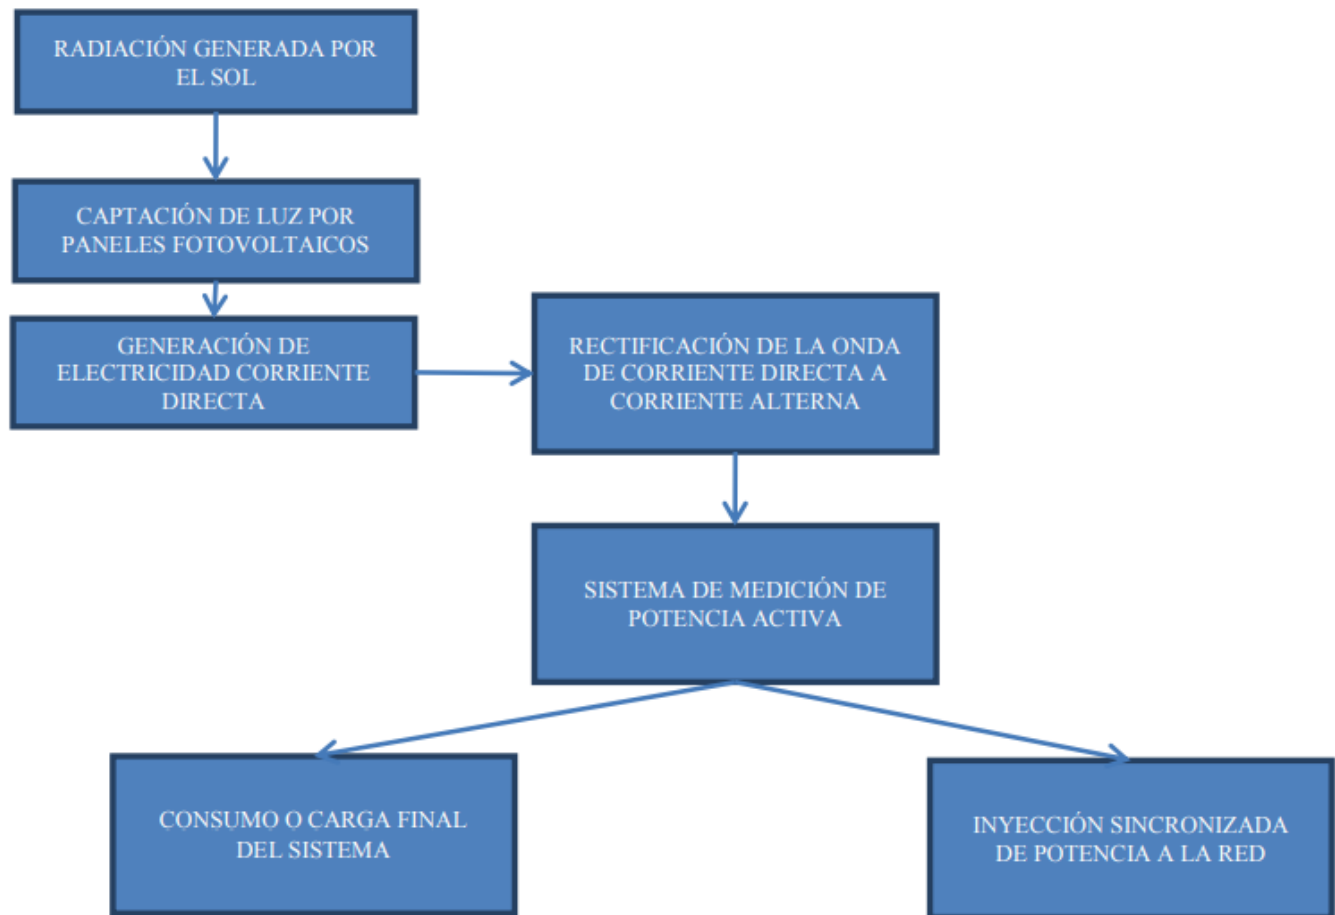 RADIACIÓN GENERADA POR
EL SOL
CAPTACIÓN DE LUZ POR
PANELES FOTOVOLTAICOS
GENERACIÓN DE
ELECTRICIDAD CORRIENTE
DIRECTA
RECTIFICACIÓN DE LA ONDA
DE CORRIENTE DIRECTA A
CORRIENTE ALTERNA
SISTEMA DE MEDICIÓN DE
POTENCIA ACTIVA
CONSUMO O CARGA FINAL
DEL SISTEMA
INYECCIÓN SINCRONIZADA
DE POTENCIA A LA RED